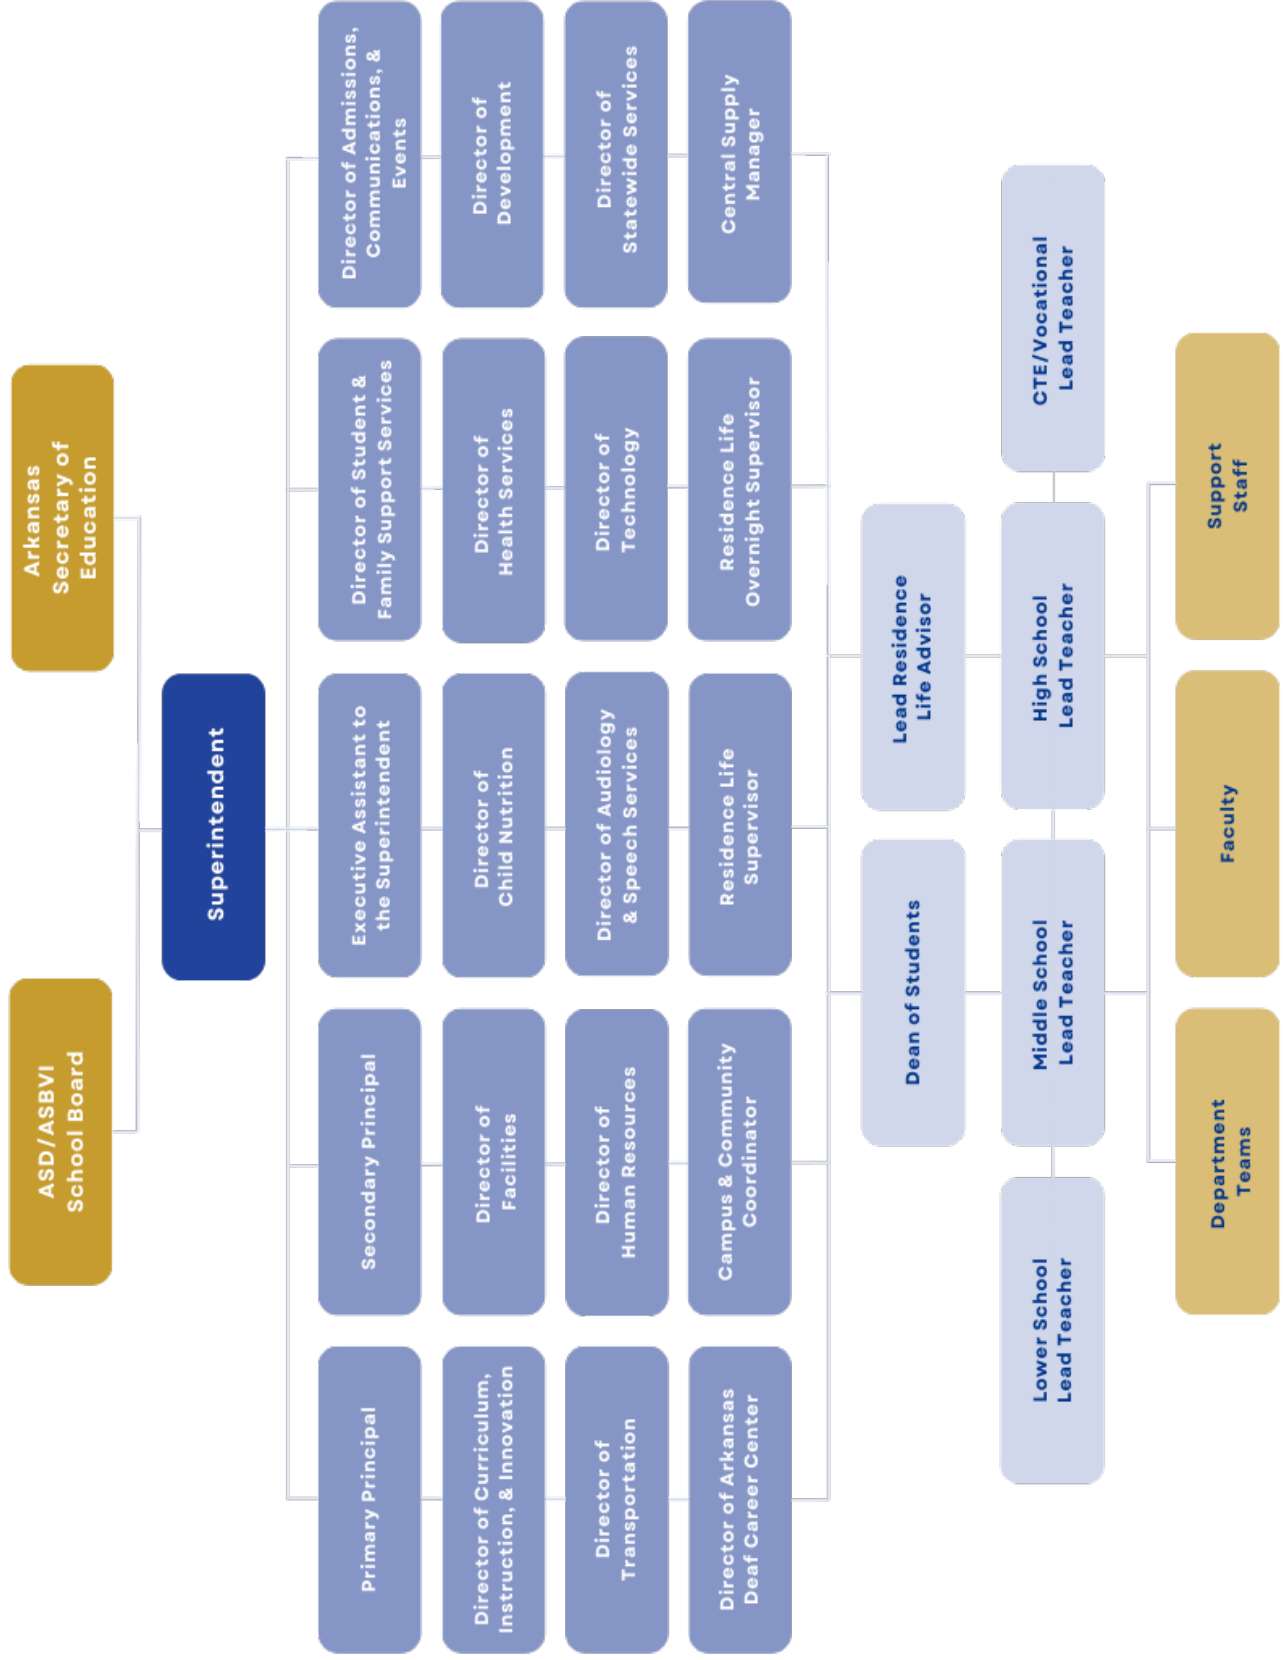 ASD/ASBVI
School Board
Arkansas
Secretary of
Education
Superintendent
Primary Principal
Secondary Principal
Executive Assistant to
the Superintendent
Director of Student &
Family Support Services
Director of Admissions,
Communications, &
Events
Director of Curriculum,
Instruction, & Innovation
Director of
Facilities
Director of
Child Nutrition
Director of
Health Services
Director of
Development
Director of
Transportation
Director of
Human Resources
Director of Audiology
& Speech Services
Director of
Technology
Director of
Statewide Services
Director of Arkansas
Deaf Career Center
Campus & Community
Coordinator
Residence Life
Supervisor
Residence Life
Overnight Supervisor
Central Supply
Manager
Dean of Students
Lead Residence
Life Advisor
Lower School
Lead Teacher
Middle School
Lead Teacher
High School
Lead Teacher
CTE/Vocational
Lead Teacher
Department
Teams
Faculty
Support
Staff